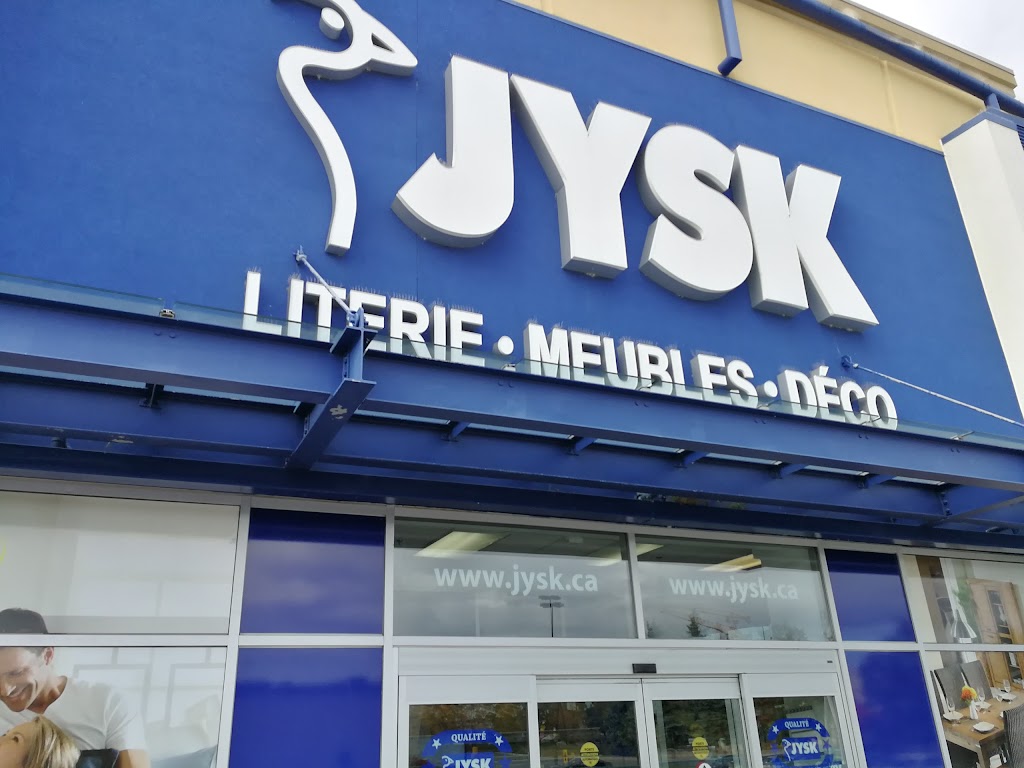 JYSK
LITERIE • MEUBLES • DÉCO
www.jysk.ca
www.jysk.ca
QUALITÉ
JYSK
QUALITÉ
JYSK